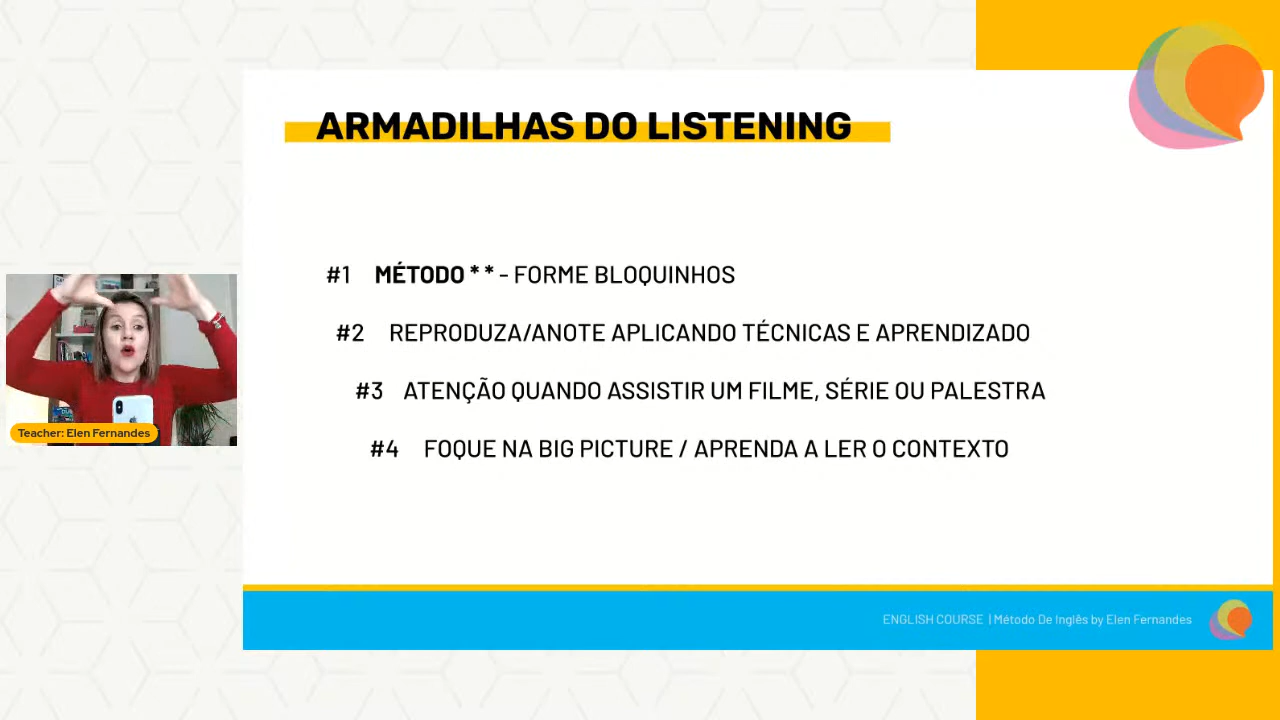 ARMADILHAS DO LISTENING
#1 MÉTODO * * - FORME BLOQUINHOS
#2 REPRODUZA/ANOTE APLICANDO TÉCNICAS E APRENDIZADO
#3 ATENÇÃO QUANDO ASSISTIR UM FILME, SÉRIE OU PALESTRA
#4 FOQUE NA BIG PICTURE / APRENDA A LER O CONTEXTO
Teacher: Elen Fernandes
ENGLISH COURSE | Método De Inglês by Elen Fernandes